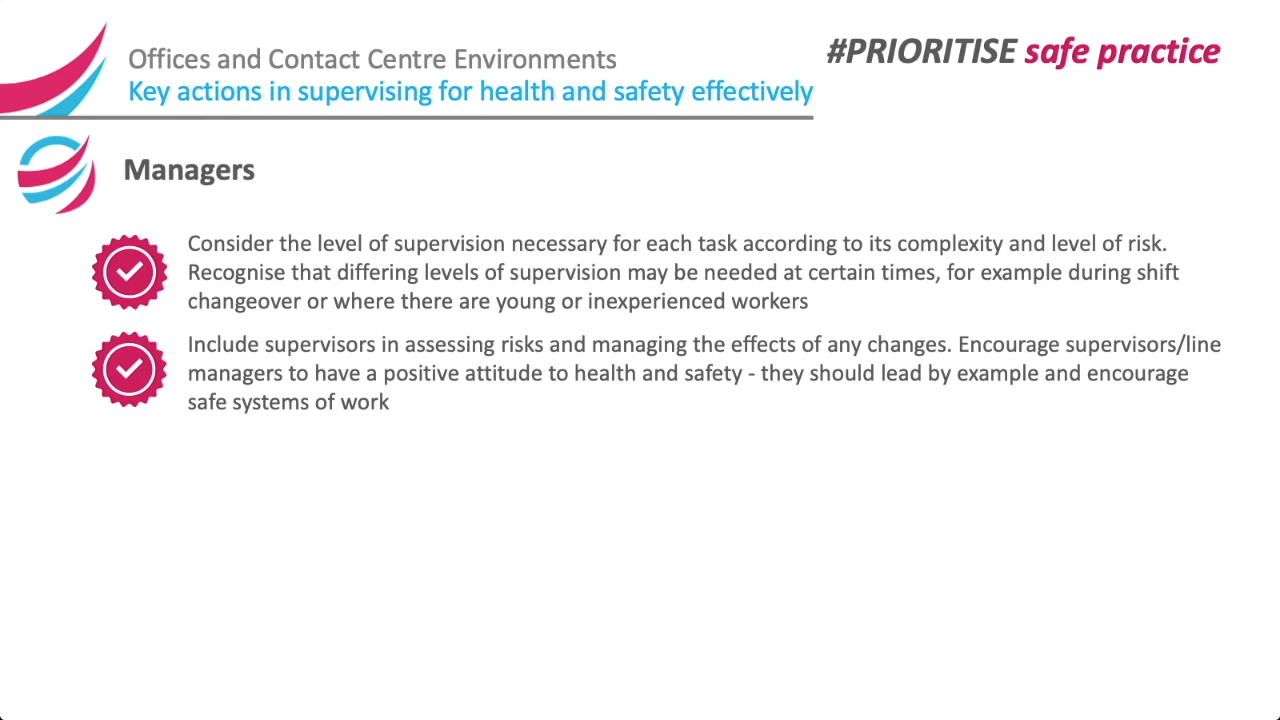 Offices and Contact Centre Environments
Key actions in supervising for health and safety effectively
#PRIORITISE safe practice
Managers
Consider the level of supervision necessary for each task according to its complexity and level of risk.
Recognise that differing levels of supervision may be needed at certain times, for example during shift
changeover or where there are young or inexperienced workers
Include supervisors in assessing risks and managing the effects of any changes. Encourage supervisors/line
managers to have a positive attitude to health and safety - they should lead by example and encourage
safe systems of work